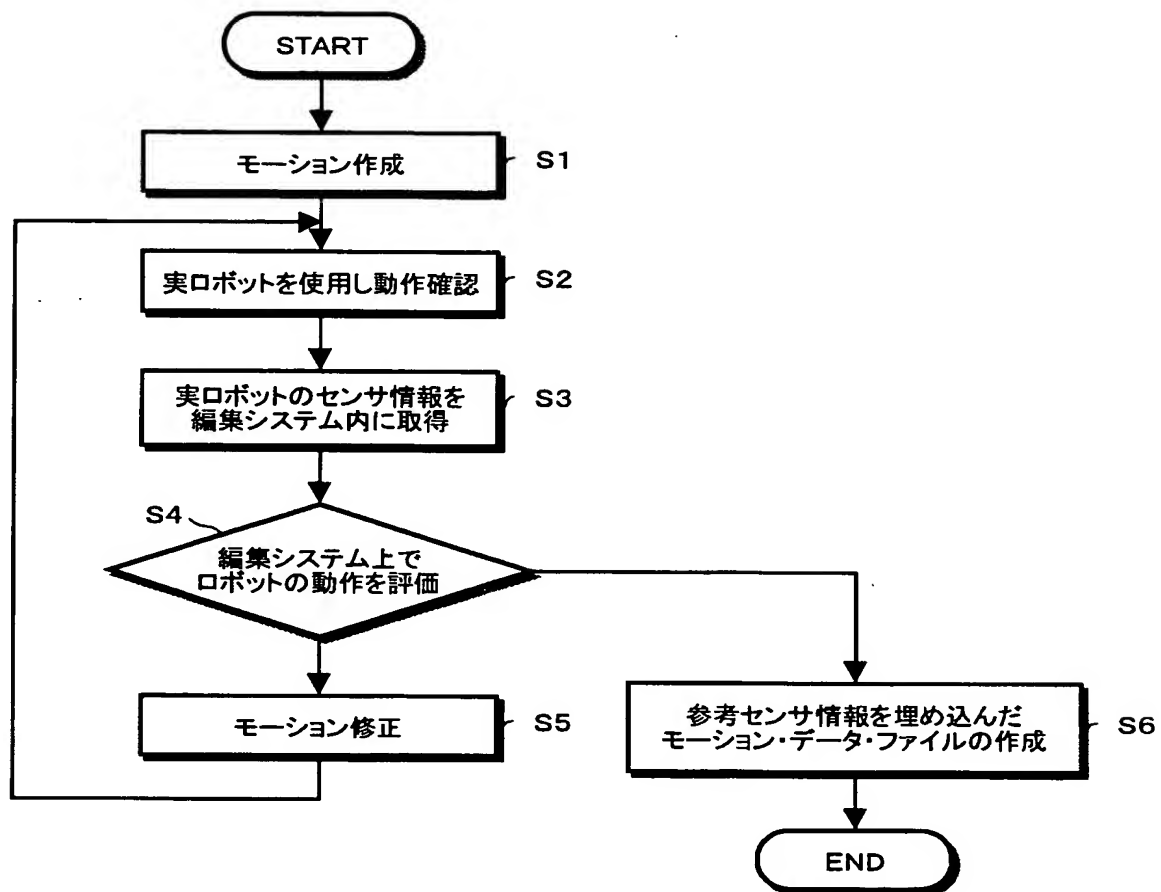 START
モーション作成
S1
実ロボットを使用し動作確認
S2
実ロボットのセンサ情報を
編集システム内に取得
S3
S4
編集システム上で
ロボットの動作を評価
モーション修正
S5
参考センサ情報を埋め込んだ
モーション・データ・ファイルの作成
S6
END